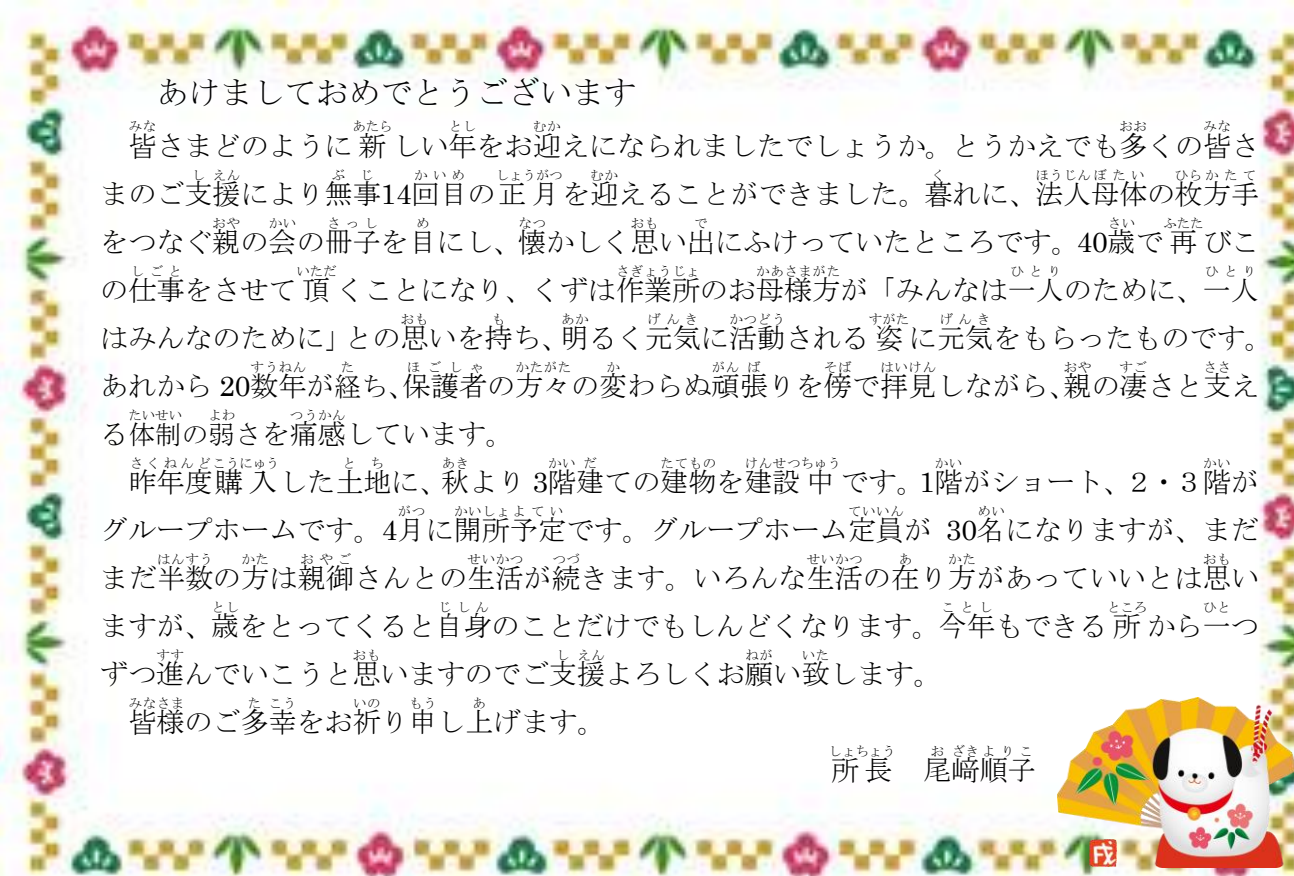 あけましておめでとうございます
皆さまどのように新しい年をお迎えになられましたでしょうか。とうかえでも多くの皆さ
まのご支援により無事14回目の正月を迎えることができました。暮れに、法人母体の枚方手
をつなぐ親の会の冊子を目にし、懐かしく思い出にふけっていたところです。40歳で再びこ
の仕事をさせて頂くことになり、くずは作業所のお母様方が「みんなは一人のために、一人
はみんなのために」との思いを持ち、明るく元気に活動される姿に元気をもらったものです。
あれから20数年が経ち、保護者の方々の変わらぬ頑張りを傍で拝見しながら、親の凄さと支え
る体制の弱さを痛感しています。
昨年度購入した土地に、秋より3階建ての建物を建設中です。1階がショート、２・３階が
グループホームです。4月に開所予定です。グループホーム定員が 30名になりますが、まだ
まだ半数の方は親御さんとの生活が続きます。いろんな生活の在り方があっていいとは思い
ますが、歳をとってくると自身のことだけでもしんどくなります。今年もできる所から一つ
ずつ進んでいこうと思いますのでご支援よろしくお願い致します。
皆様のご多幸をお祈り申し上げます。
所長　尾﨑順子
戌